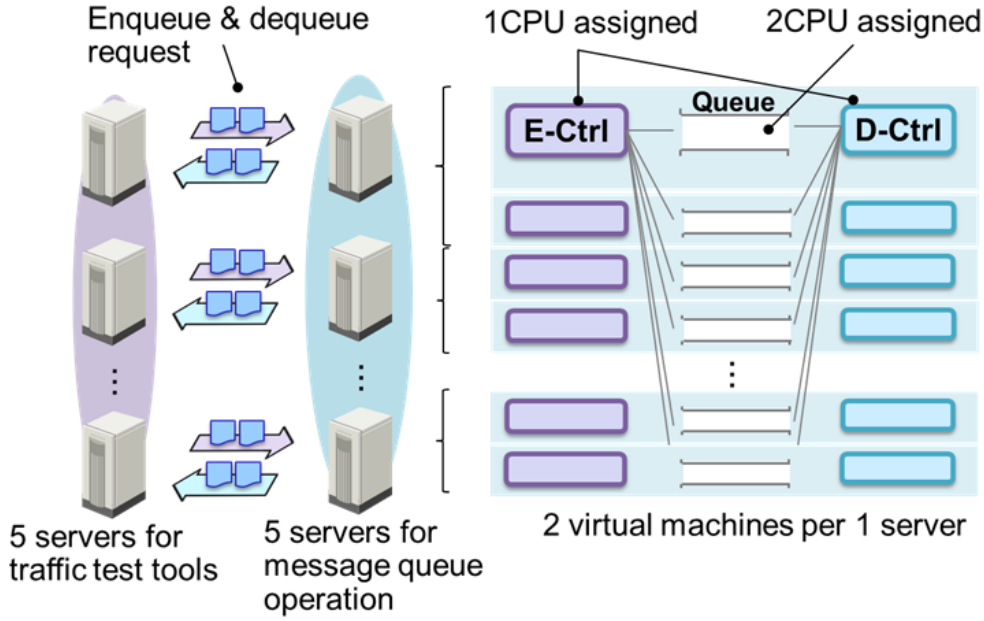 Enqueue & dequeue
request
1CPU assigned
2CPU assigned
Queue
E-Ctrl
D-Ctrl
5 servers for
traffic test tools
5 servers for
message queue
operation
2 virtual machines per 1 server